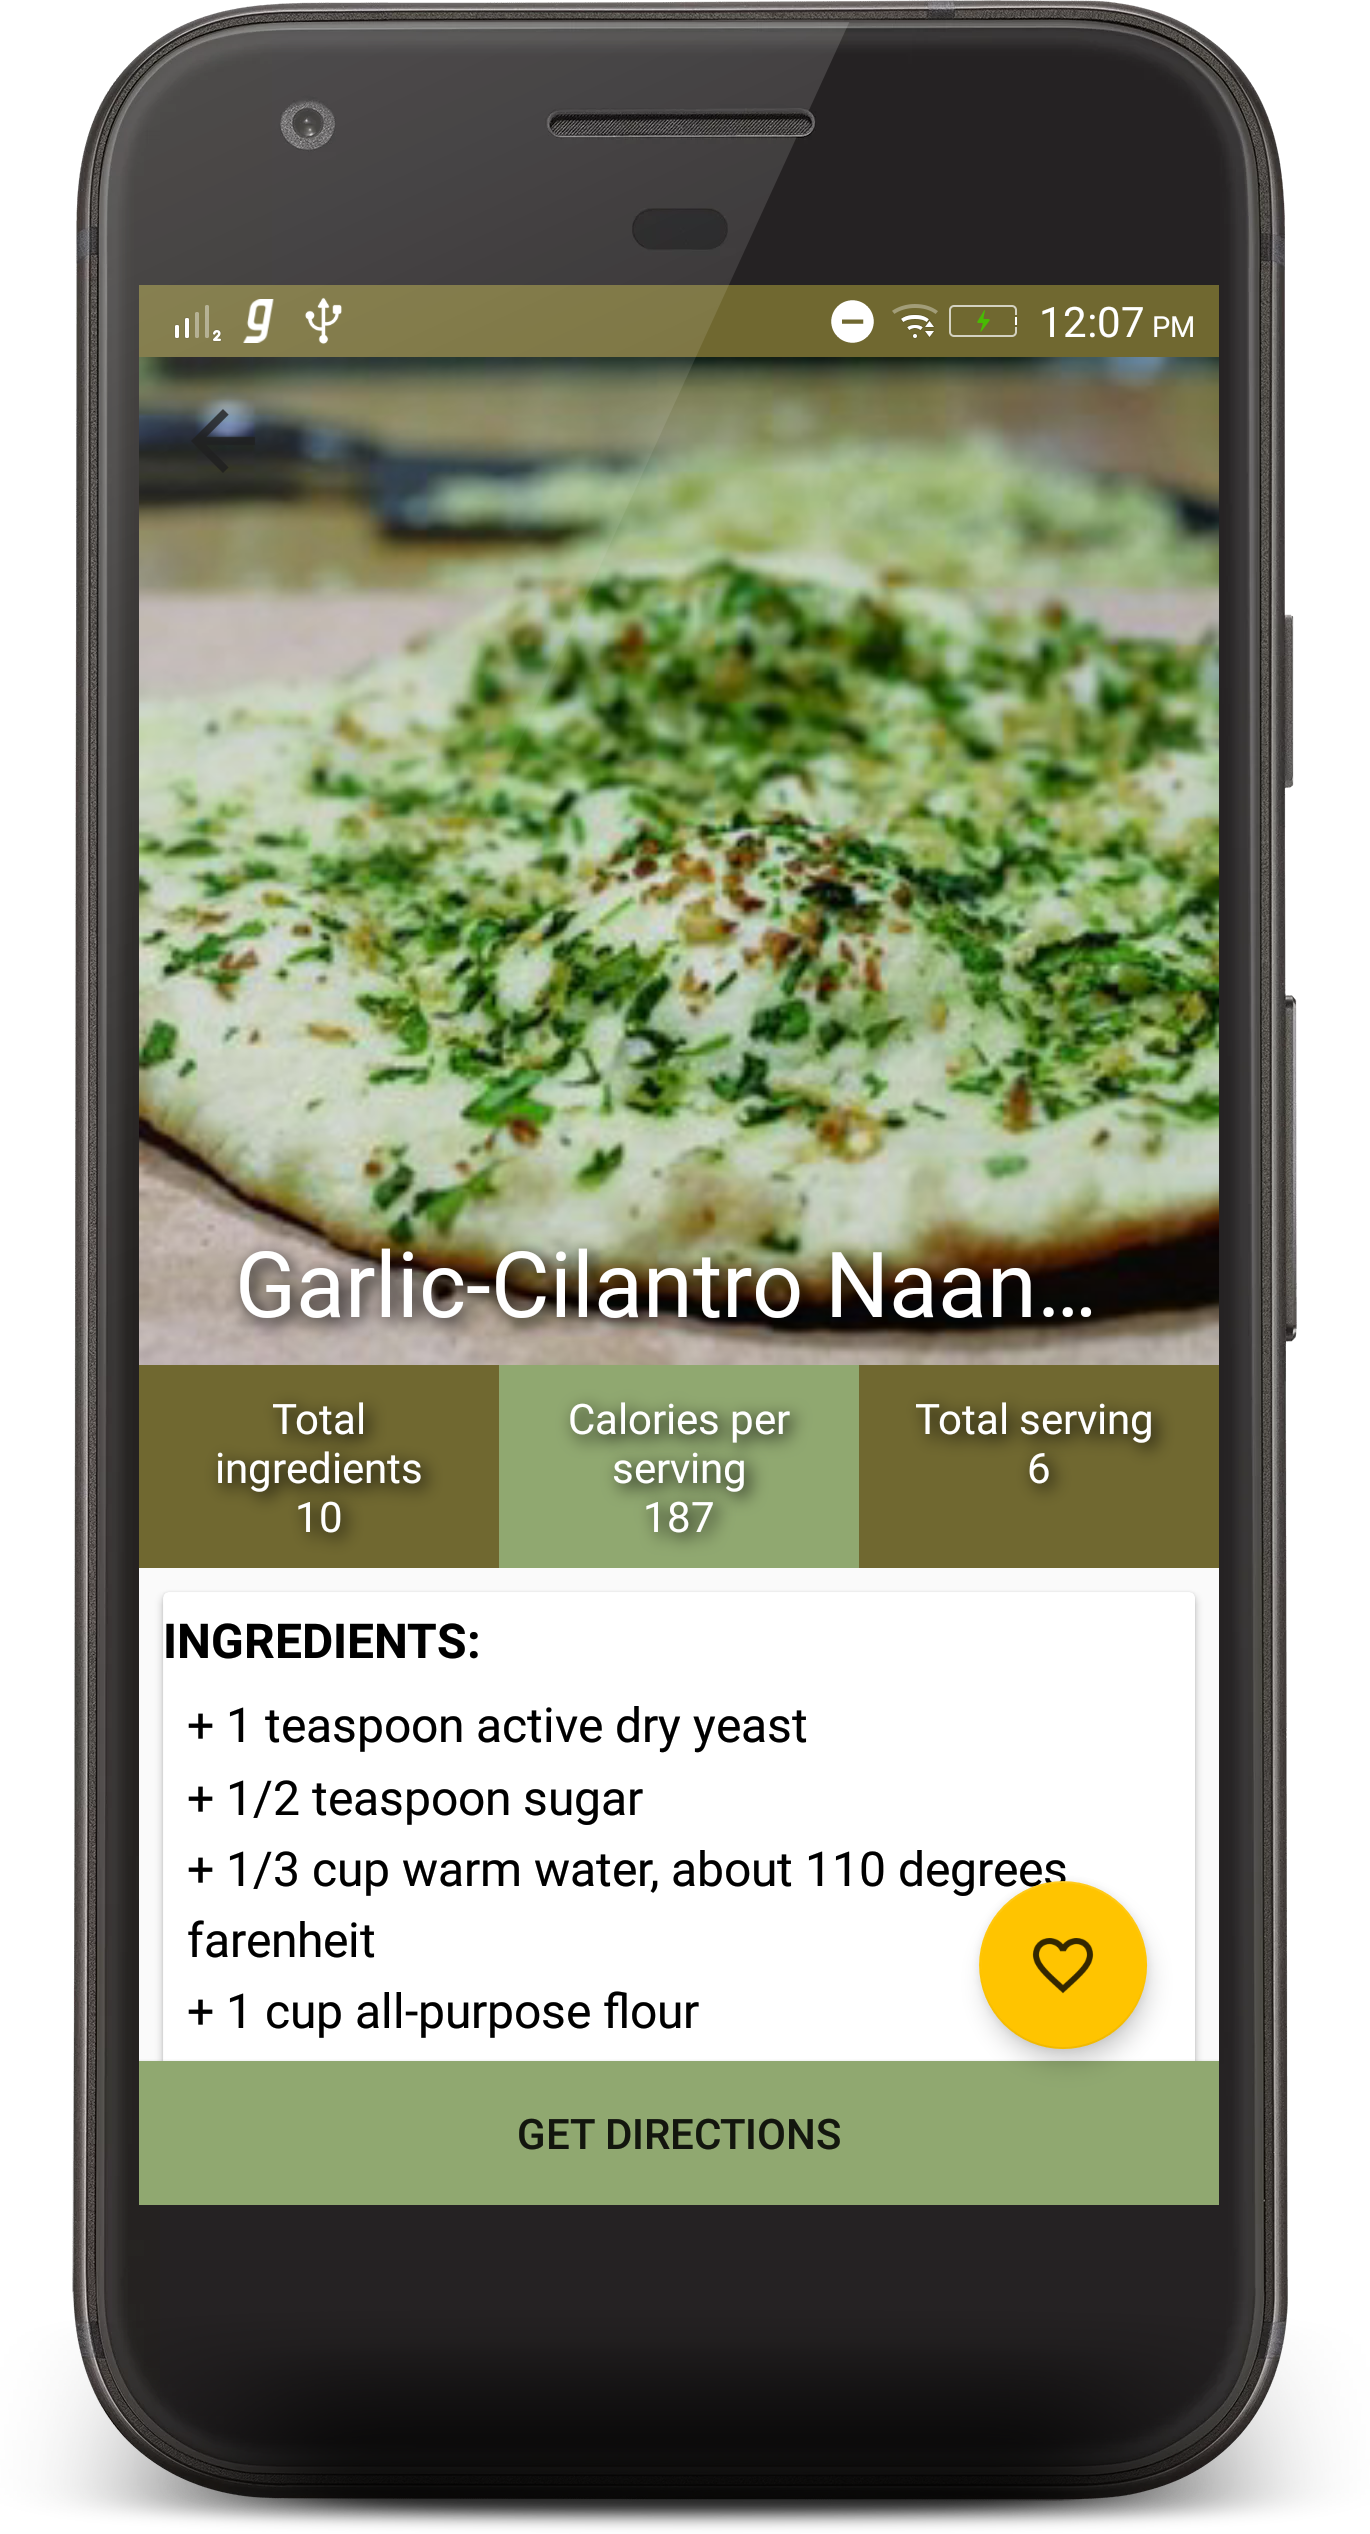 2 g 12:07 PM
Garlic-Cilantro Naan...
Total
ingredients
10
Calories per
serving
187
Total serving
6
INGREDIENTS:
+ 1 teaspoon active dry yeast
+ 1/2 teaspoon sugar
+ 1/3 cup warm water, about 110 degrees
farenheit
+ 1 cup all-purpose flour
GET DIRECTIONS